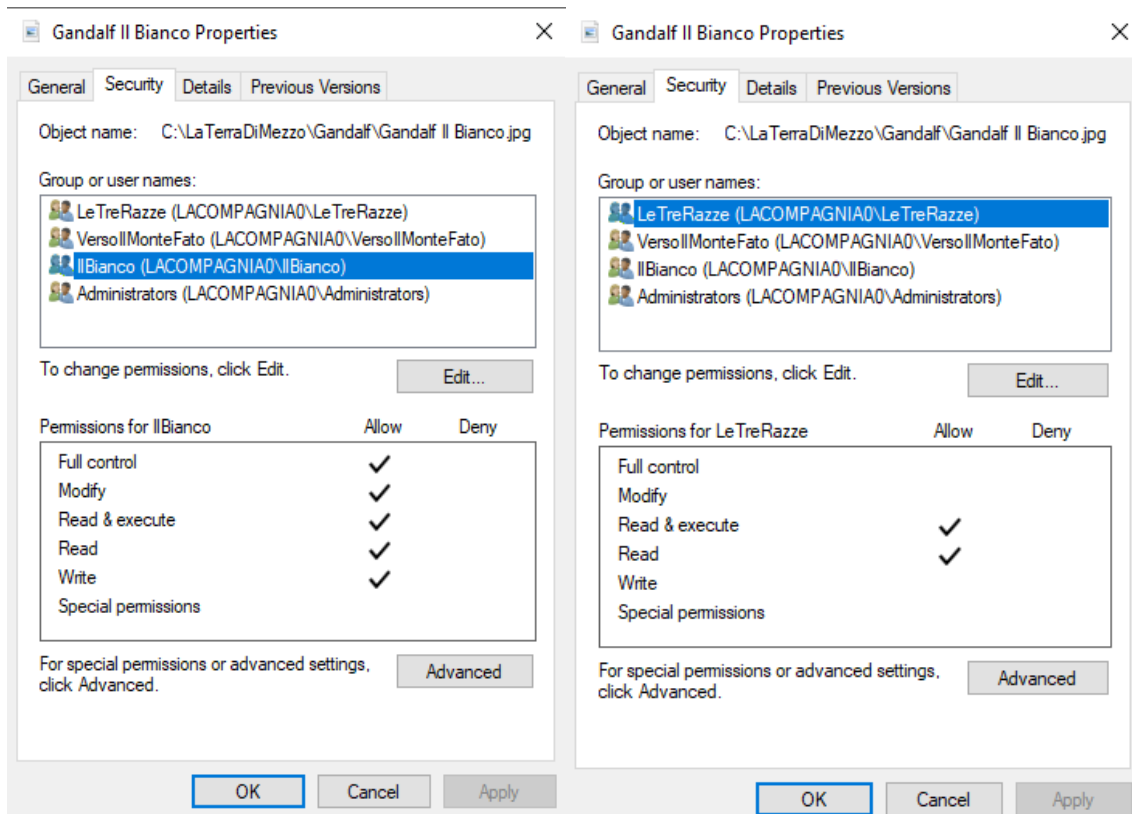 Gandalf Il Bianco Properties
General Security Details Previous Versions
Object name: C:\LaTerraDiMezzo\Gandalf\Gandalf Il Bianco.jpg
Group or user names:
LeTreRazze (LACOMPAGNIA0\LeTreRazze)
VersoIlMonteFato (LACOMPAGNIA0\VersoIlMonteFato)
IlBianco (LACOMPAGNIA0\IlBianco)
Administrators (LACOMPAGNIA0\Administrators)
To change permissions, click Edit.
Edit...
Permissions for IlBianco Allow Deny
Full control
Modify
Read & execute
Read
Write
Special permissions
For special permissions or advanced settings,
click Advanced.
Advanced
OK Cancel Apply
Gandalf Il Bianco Properties
General Security Details Previous Versions
Object name: C:\LaTerraDiMezzo\Gandalf\Gandalf Il Bianco.jpg
Group or user names:
LeTreRazze (LACOMPAGNIA0\LeTreRazze)
VersoIlMonteFato (LACOMPAGNIA0\VersoIlMonteFato)
IlBianco (LACOMPAGNIA0\IlBianco)
Administrators (LACOMPAGNIA0\Administrators)
To change permissions, click Edit.
Edit...
Permissions for LeTreRazze Allow Deny
Full control
Modify
Read & execute
Read
Write
Special permissions
For special permissions or advanced settings,
click Advanced.
Advanced
OK Cancel Apply